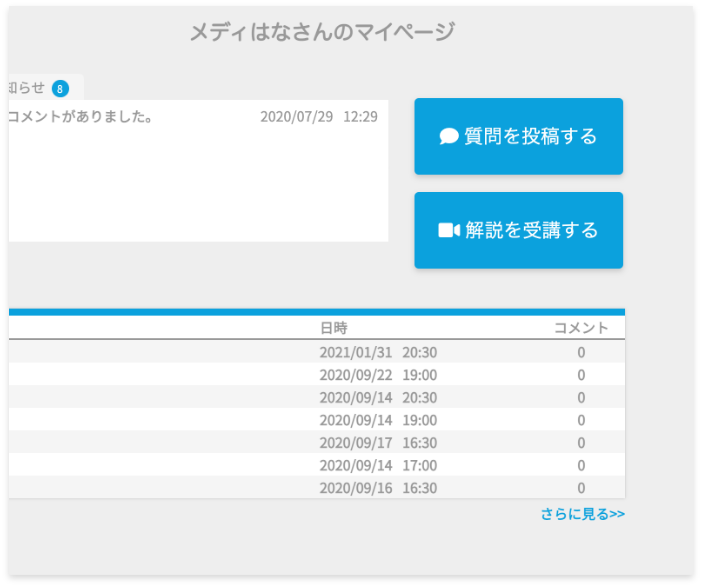 メディはなさんのマイページ
知らせ 8
コメントがありました。 2020/07/29 12:29
質問を投稿する
解説を受講する
日時 コメント
2021/01/31 20:30 0
2020/09/22 19:00 0
2020/09/14 20:30 0
2020/09/14 19:00 0
2020/09/17 16:30 0
2020/09/14 17:00 0
2020/09/16 16:30 0
さらに見る>>